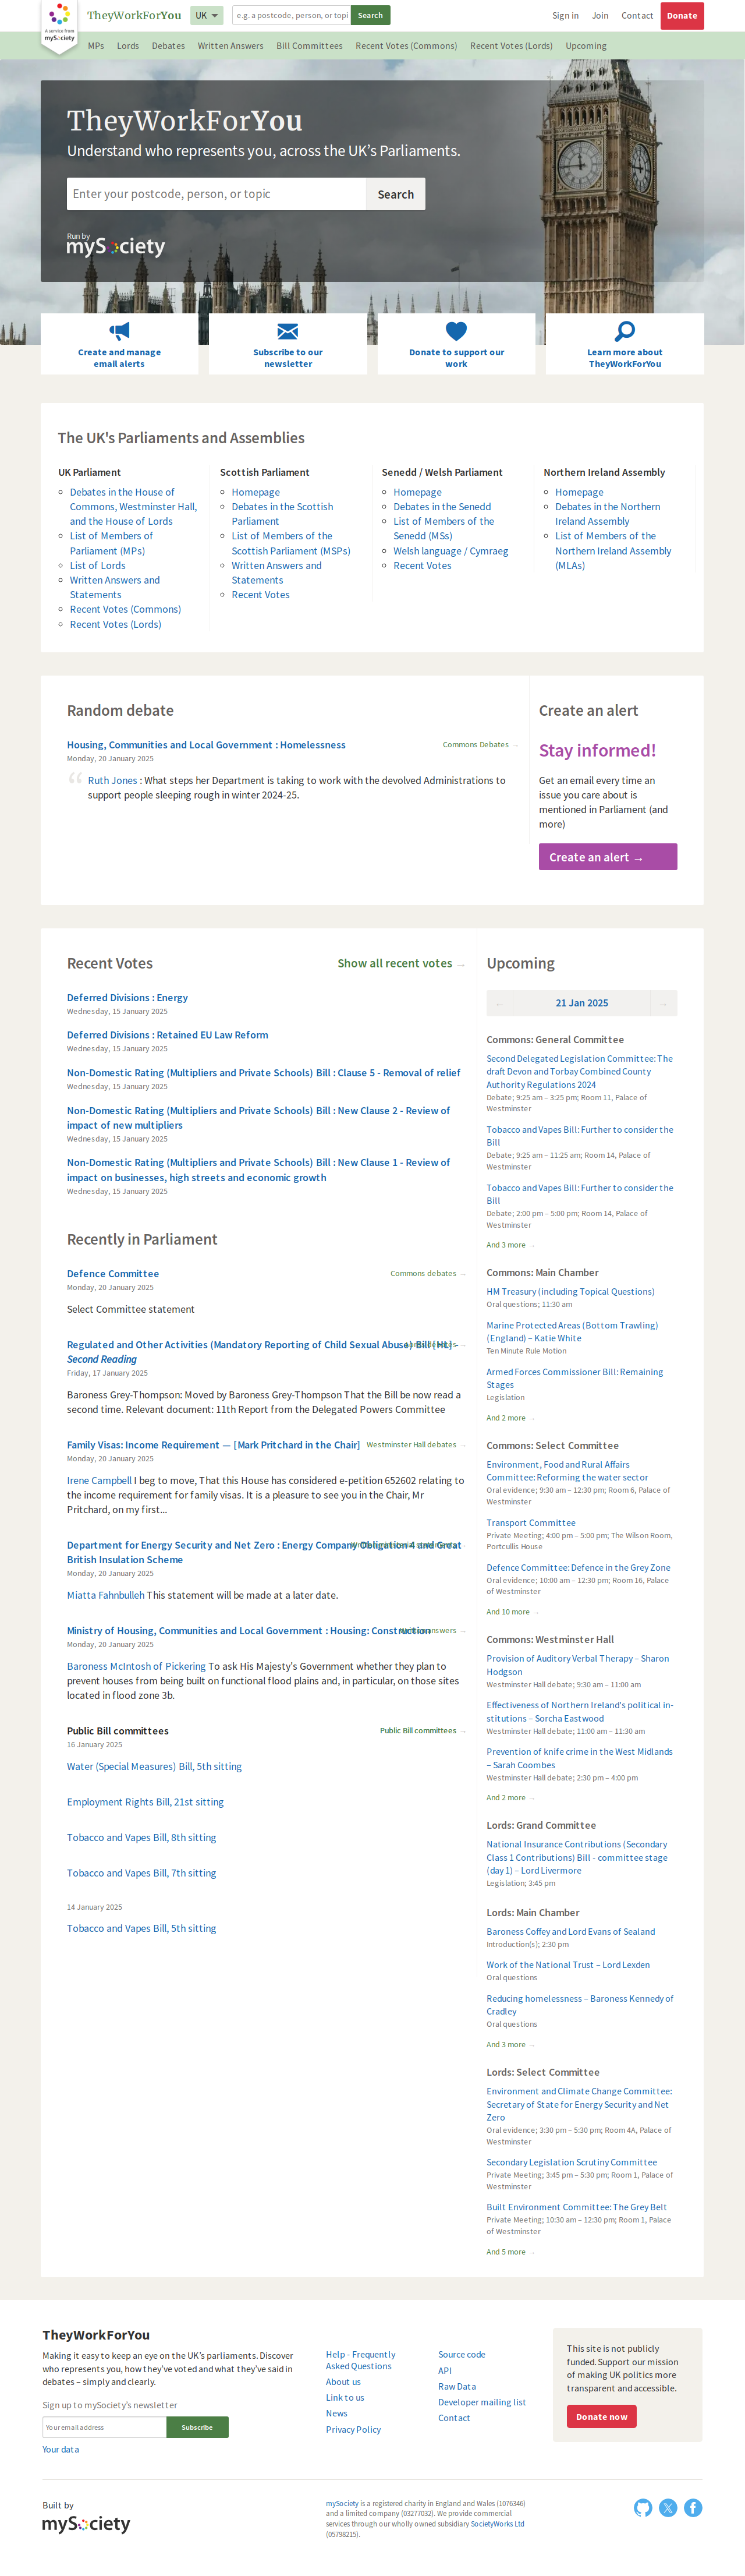 A service from
mySociety
TheyWorkForYou
UK
e.g. a postcode, person, or topi
Search
Sign in
Join
Contact
Donate
MPs
Lords
Debates
Written Answers
Bill Committees
Recent Votes (Commons)
Recent Votes (Lords)
Upcoming
TheyWorkForYou
Understand who represents you, across the UK’s Parliaments.
Enter your postcode, person, or topic
Search
Run by
mySociety
Create and manage
email alerts
Subscribe to our
newsletter
Donate to support our
work
Learn more about
TheyWorkForYou
The UK's Parliaments and Assemblies
UK Parliament
Debates in the House of
Commons, Westminster Hall,
and the House of Lords
List of Members of
Parliament (MPs)
List of Lords
Written Answers and
Statements
Recent Votes (Commons)
Recent Votes (Lords)
Scottish Parliament
Homepage
Debates in the Scottish
Parliament
List of Members of the
Scottish Parliament (MSPs)
Written Answers and
Statements
Recent Votes
Senedd / Welsh Parliament
Homepage
Debates in the Senedd
List of Members of the
Senedd (MSs)
Welsh language / Cymraeg
Recent Votes
Northern Ireland Assembly
Homepage
Debates in the Northern
Ireland Assembly
List of Members of the
Northern Ireland Assembly
(MLAs)
Random debate
Housing, Communities and Local Government : Homelessness
Commons Debates →
Monday, 20 January 2025
“ Ruth Jones : What steps her Department is taking to work with the devolved Administrations to
support people sleeping rough in winter 2024-25.
Create an alert
Stay informed!
Get an email every time an
issue you care about is
mentioned in Parliament (and
more)
Create an alert →
Recent Votes
Show all recent votes →
Deferred Divisions : Energy
Wednesday, 15 January 2025
Deferred Divisions : Retained EU Law Reform
Wednesday, 15 January 2025
Non-Domestic Rating (Multipliers and Private Schools) Bill : Clause 5 - Removal of relief
Wednesday, 15 January 2025
Non-Domestic Rating (Multipliers and Private Schools) Bill : New Clause 2 - Review of
impact of new multipliers
Wednesday, 15 January 2025
Non-Domestic Rating (Multipliers and Private Schools) Bill : New Clause 1 - Review of
impact on businesses, high streets and economic growth
Wednesday, 15 January 2025
Recently in Parliament
Defence Committee
Commons debates →
Monday, 20 January 2025
Select Committee statement
Regulated and Other Activities (Mandatory Reporting of Child Sexual Abuse) Bill [HL] -
Second Reading
Friday, 17 January 2025
Baroness Grey-Thompson: Moved by Baroness Grey-Thompson That the Bill be now read a
second time. Relevant document: 11th Report from the Delegated Powers Committee
Family Visas: Income Requirement — [Mark Pritchard in the Chair]
Westminster Hall debates →
Monday, 20 January 2025
Irene Campbell I beg to move, That this House has considered e-petition 652602 relating to
the income requirement for family visas. It is a pleasure to see you in the Chair, Mr
Pritchard, on my first...
Department for Energy Security and Net Zero : Energy Company Obligation 4 and Great
British Insulation Scheme
Monday, 20 January 2025
Miatta Fahnbulleh This statement will be made at a later date.
Ministry of Housing, Communities and Local Government : Housing: Construction
Monday, 20 January 2025
Baroness McIntosh of Pickering To ask His Majesty's Government whether they plan to
prevent houses from being built on functional flood plains and, in particular, on those sites
located in flood zone 3b.
Public Bill committees
Public Bill committees →
16 January 2025
Water (Special Measures) Bill, 5th sitting
Employment Rights Bill, 21st sitting
Tobacco and Vapes Bill, 8th sitting
Tobacco and Vapes Bill, 7th sitting
14 January 2025
Tobacco and Vapes Bill, 5th sitting
Upcoming
← 21 Jan 2025 →
Commons: General Committee
Second Delegated Legislation Committee: The
draft Devon and Torbay Combined County
Authority Regulations 2024
Debate; 9:25 am – 3:25 pm; Room 11, Palace of
Westminster
Tobacco and Vapes Bill: Further to consider the
Bill
Debate; 9:25 am – 11:25 am; Room 14, Palace of
Westminster
Tobacco and Vapes Bill: Further to consider the
Bill
Debate; 2:00 pm – 5:00 pm; Room 14, Palace of
Westminster
And 3 more →
Commons: Main Chamber
HM Treasury (including Topical Questions)
Oral questions; 11:30 am
Marine Protected Areas (Bottom Trawling)
(England) – Katie White
Ten Minute Rule Motion
Armed Forces Commissioner Bill: Remaining
Stages
Legislation
And 2 more →
Commons: Select Committee
Environment, Food and Rural Affairs
Committee: Reforming the water sector
Oral evidence; 9:30 am – 12:30 pm; Room 6, Palace of
Westminster
Transport Committee
Private Meeting; 4:00 pm – 5:00 pm; The Wilson Room,
Portcullis House
Defence Committee: Defence in the Grey Zone
Oral evidence; 10:00 am – 12:30 pm; Room 16, Palace
of Westminster
And 10 more →
Commons: Westminster Hall
Provision of Auditory Verbal Therapy – Sharon
Hodgson
Westminster Hall debate; 9:30 am – 11:00 am
Effectiveness of Northern Ireland's political in-
stitutions – Sorcha Eastwood
Westminster Hall debate; 11:00 am – 11:30 am
Prevention of knife crime in the West Midlands
– Sarah Coombes
Westminster Hall debate; 2:30 pm – 4:00 pm
And 2 more →
Lords: Grand Committee
National Insurance Contributions (Secondary
Class 1 Contributions) Bill - committee stage
(day 1) – Lord Livermore
Legislation; 3:45 pm
Lords: Main Chamber
Baroness Coffey and Lord Evans of Sealand
Introduction(s); 2:30 pm
Work of the National Trust – Lord Lexden
Oral questions
Reducing homelessness – Baroness Kennedy of
Cradley
Oral questions
And 3 more →
Lords: Select Committee
Environment and Climate Change Committee:
Secretary of State for Energy Security and Net
Zero
Oral evidence; 3:30 pm – 5:30 pm; Room 4A, Palace of
Westminster
Secondary Legislation Scrutiny Committee
Private Meeting; 3:45 pm – 5:30 pm; Room 1, Palace of
Westminster
Built Environment Committee: The Grey Belt
Private Meeting; 10:30 am – 12:30 pm; Room 1, Palace
of Westminster
And 5 more →
TheyWorkForYou
Making it easy to keep an eye on the UK’s parliaments. Discover
who represents you, how they’ve voted and what they’ve said in
debates – simply and clearly.
Sign up to mySociety’s newsletter
Your email address
Subscribe
Your data
Help - Frequently
Asked Questions
About us
Link to us
News
Privacy Policy
Source code
API
Raw Data
Developer mailing list
Contact
This site is not publicly
funded. Support our mission
of making UK politics more
transparent and accessible.
Donate now
Built by
mySociety
mySociety is a registered charity in England and Wales (1076346)
and a limited company (03277032). We provide commercial
services through our wholly owned subsidiary SocietyWorks Ltd
(05798215).